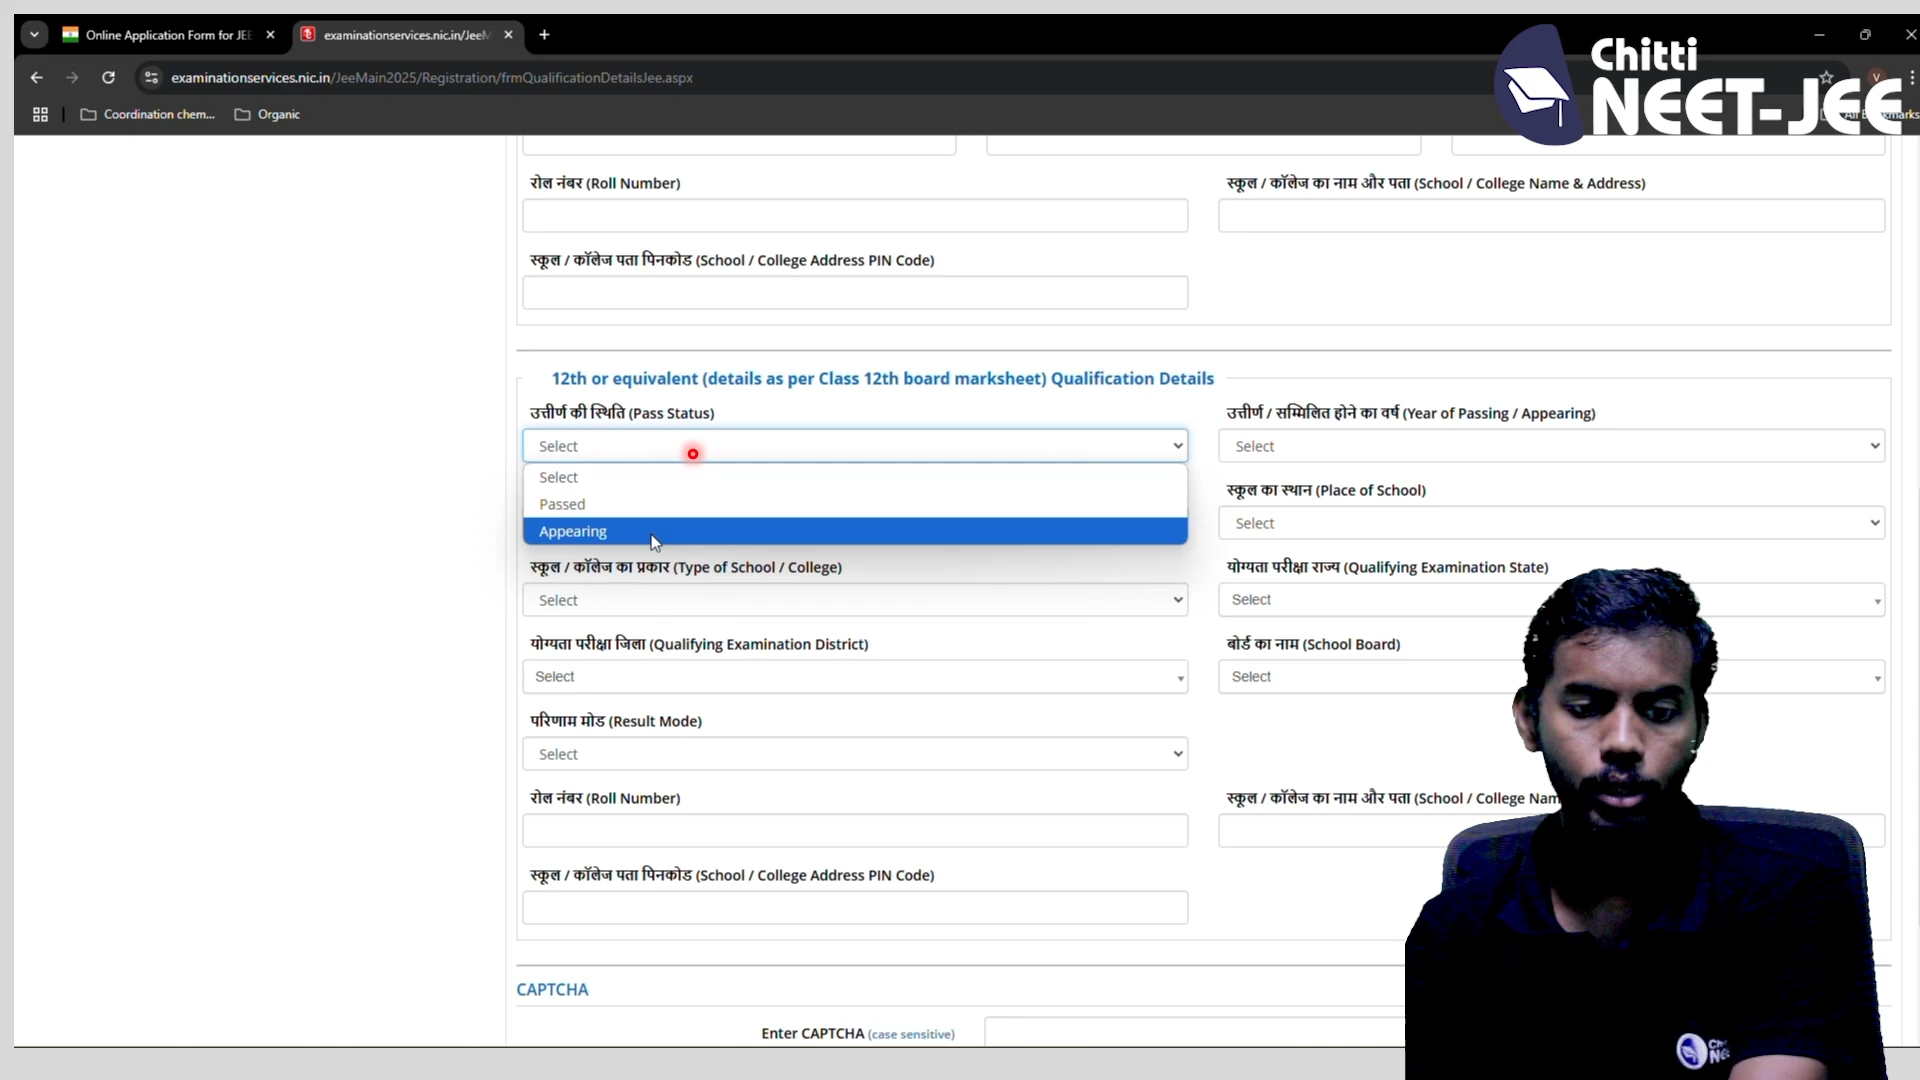 Online Application Form for JEE
examinationservices.nic.in/JeeM
Chitti
NEET-JEE
examinationservices.nic.in/JeeMain2025/Registration/frmQualificationDetailsJee.aspx
V
Coordination chem...
Organic
रोल नंबर (Roll Number)
स्कूल / कॉलेज का नाम और पता (School / College Name & Address)
स्कूल / कॉलेज पता पिनकोड (School / College Address PIN Code)
12th or equivalent (details as per Class 12th board marksheet) Qualification Details
उत्तीर्ण की स्थिति (Pass Status)
उत्तीर्ण / सम्मिलित होने का वर्ष (Year of Passing / Appearing)
Select
Select
Select
Passed
Appearing
स्कूल का स्थान (Place of School)
Select
स्कूल / कॉलेज का प्रकार (Type of School / College)
योग्यता परीक्षा राज्य (Qualifying Examination State)
Select
Select
योग्यता परीक्षा जिला (Qualifying Examination District)
बोर्ड का नाम (School Board)
Select
Select
परिणाम मोड (Result Mode)
Select
रोल नंबर (Roll Number)
स्कूल / कॉलेज का नाम और पता (School / College Nam
स्कूल / कॉलेज पता पिनकोड (School / College Address PIN Code)
CAPTCHA
Enter CAPTCHA (case sensitive)